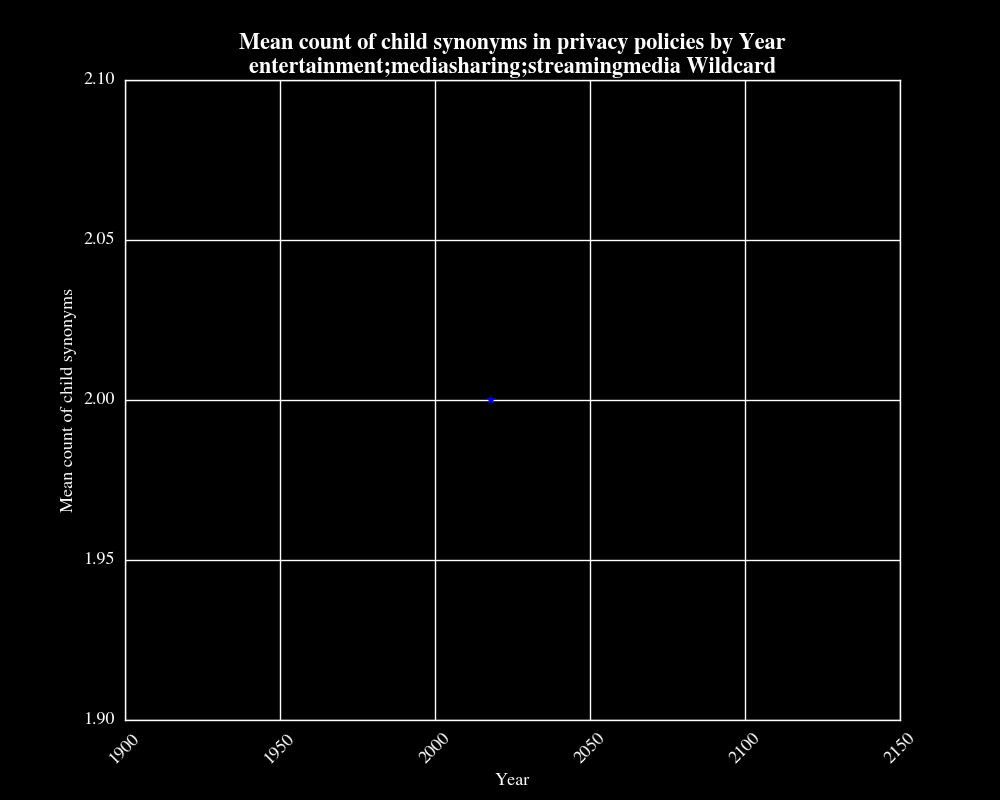 Mean count of child synonyms in privacy policies by Year
entertainment;mediasharing;streamingmedia Wildcard
2.10
2.05
2.00
1.95
1.90
Mean count of child synonyms
1900
1950
2000
2050
2100
2150
Year